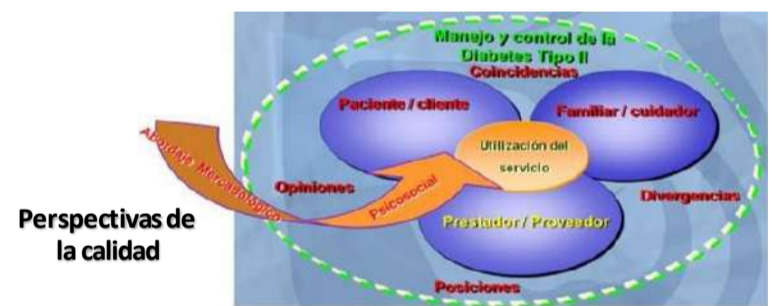 Manejo y control de la
Diabetes Tipo II
Coincidencias
Paciente / cliente
Familiar / cuidador
Utilización del
servicio
Abordaje Mercadológico
Psicosocial
Opiniones
Divergencias
Prestador / Proveedor
Posiciones
Perspectivas de
la calidad